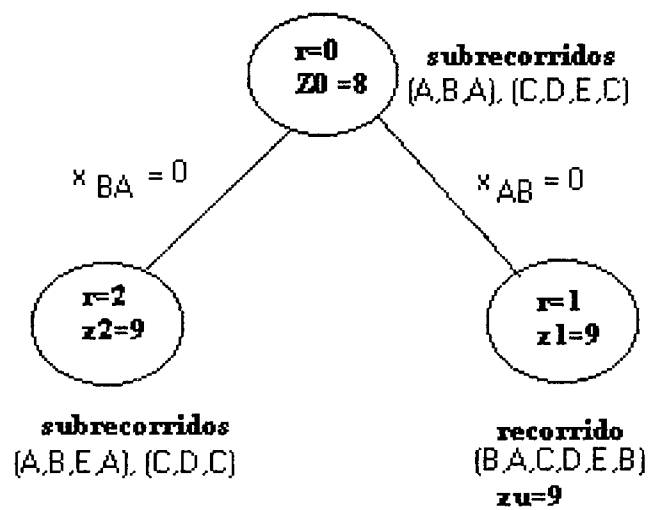 r=0
Z0 =8
subrecorridos
(A,B,A), (C,D,E,C)
x BA = 0
x AB = 0
r=2
z2=9
r=1
z1=9
subrecorridos
(A,B,E,A), (C,D,C)
recorrido
(B,A,C,D,E,B)
zu=9